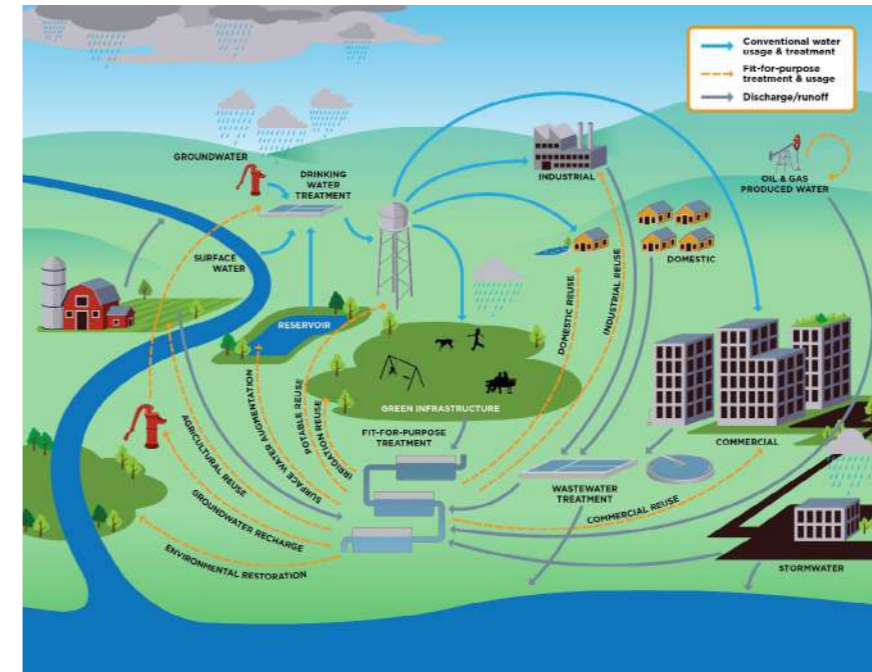 Conventional water
usage & treatment
Fit-for-purpose
treatment & usage
Discharge/runoff
GROUNDWATER
DRINKING
WATER
TREATMENT
INDUSTRIAL
OIL & GAS
PRODUCED WATER
SURFACE
WATER
DOMESTIC
RESERVOIR
DOMESTIC REUSE
INDUSTRIAL REUSE
GREEN INFRASTRUCTURE
FIT-FOR-PURPOSE
TREATMENT
COMMERCIAL
AGRICULTURAL REUSE
SURFACE WATER AUGMENTATION
POTABLE REUSE
IRRIGATION REUSE
WASTEWATER
TREATMENT
COMMERCIAL REUSE
GROUNDWATER RECHARGE
ENVIRONMENTAL RESTORATION
STORMWATER